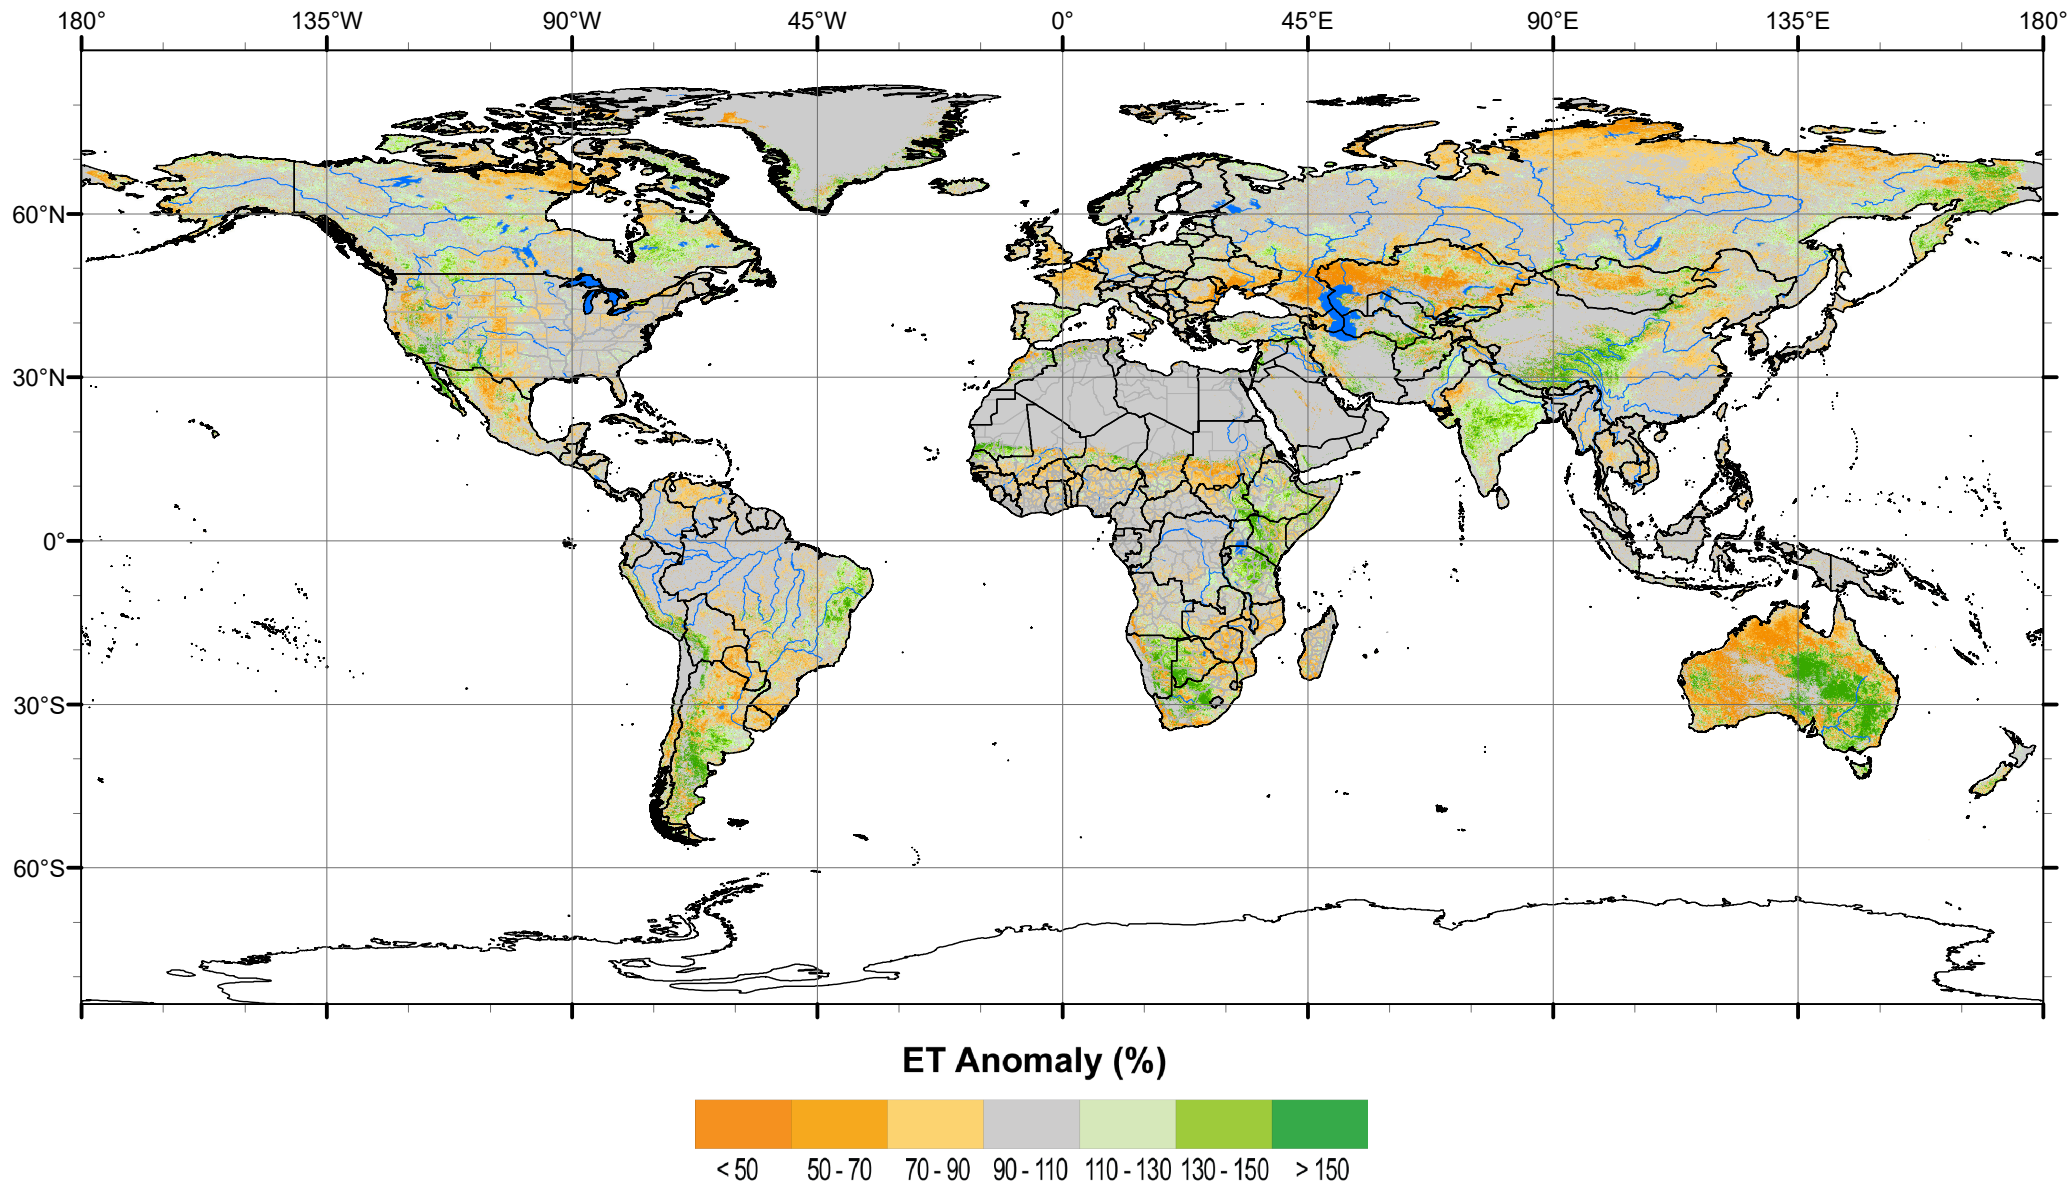 180° 135°W 90°W 45°W 0° 45°E 90°E 135°E 180°
60°N
30°N
0°
30°S
60°S
ET Anomaly (%)
< 50 50 - 70 70 - 90 90 - 110 110 - 130 130 - 150 > 150